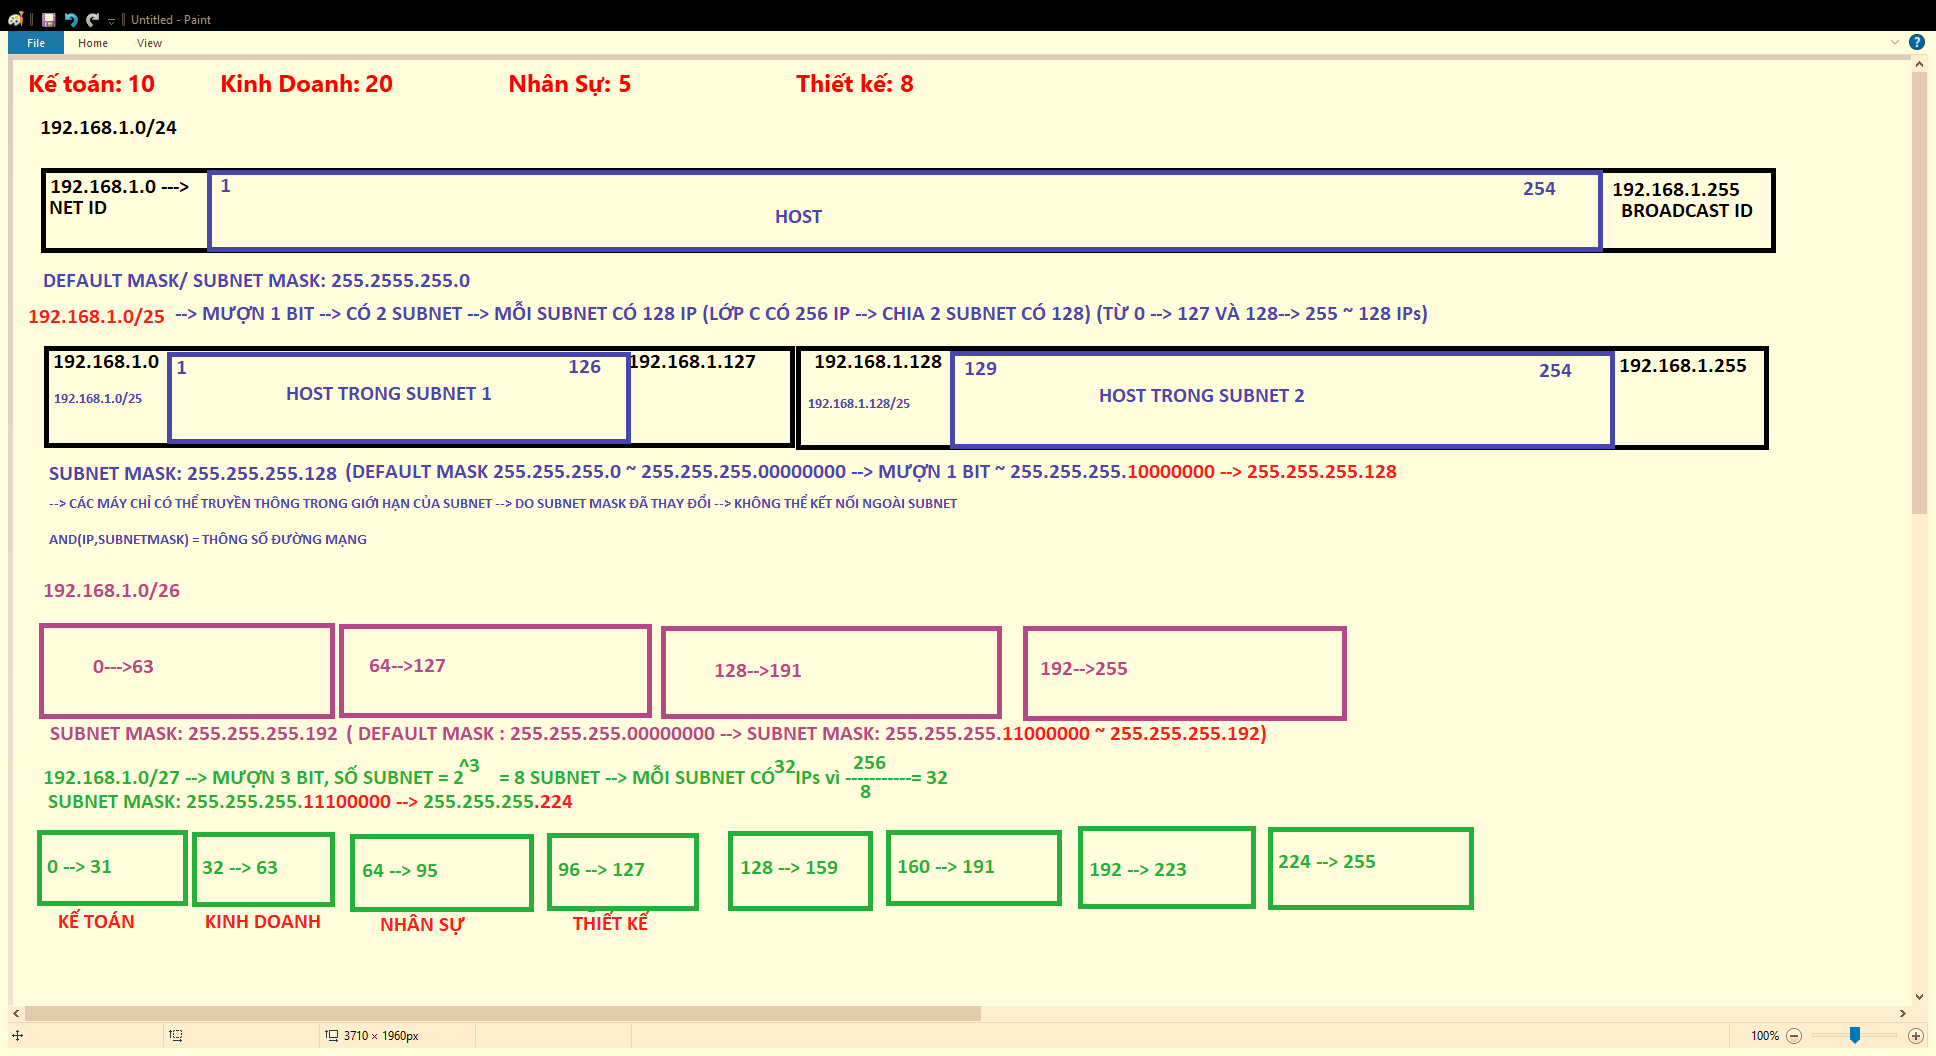 Untitled - Paint
File Home View
Kế toán: 10 Kinh Doanh: 20 Nhân Sự: 5 Thiết kế: 8
192.168.1.0/24
192.168.1.0 ---> 1 254 192.168.1.255
NET ID HOST BROADCAST ID
DEFAULT MASK/ SUBNET MASK: 255.2555.255.0
192.168.1.0/25 --> MƯỢN 1 BIT --> CÓ 2 SUBNET --> MỖI SUBNET CÓ 128 IP (LỚP C CÓ 256 IP --> CHIA 2 SUBNET CÓ 128) (TỪ 0 --> 127 VÀ 128--> 255 ~ 128 IPs)
192.168.1.0 1 126 192.168.1.127 192.168.1.128 129 254 192.168.1.255
192.168.1.0/25 HOST TRONG SUBNET 1 192.168.1.128/25 HOST TRONG SUBNET 2
SUBNET MASK: 255.255.255.128 (DEFAULT MASK 255.255.255.0 ~ 255.255.255.00000000 --> MƯỢN 1 BIT ~ 255.255.255.10000000 --> 255.255.255.128
--> CÁC MÁY CHỈ CÓ THỂ TRUYỀN THÔNG TRONG GIỚI HẠN CỦA SUBNET --> DO SUBNET MASK ĐÃ THAY ĐỔI --> KHÔNG THỂ KẾT NỐI NGOÀI SUBNET
AND(IP,SUBNETMASK) = THÔNG SỐ ĐƯỜNG MẠNG
192.168.1.0/26
0--->63 64-->127 128-->191 192-->255
SUBNET MASK: 255.255.255.192 ( DEFAULT MASK : 255.255.255.00000000 --> SUBNET MASK: 255.255.255.11000000 ~ 255.255.255.192)
192.168.1.0/27 --> MƯỢN 3 BIT, SỐ SUBNET = 2^3 = 8 SUBNET --> MỖI SUBNET CÓ 32 IPs vì 256 -----------= 32
8
SUBNET MASK: 255.255.255.11100000 --> 255.255.255.224
0 --> 31 32 --> 63 64 --> 95 96 --> 127 128 --> 159 160 --> 191 192 --> 223 224 --> 255
KẾ TOÁN KINH DOANH NHÂN SỰ THIẾT KẾ
3710 × 1960px 100%